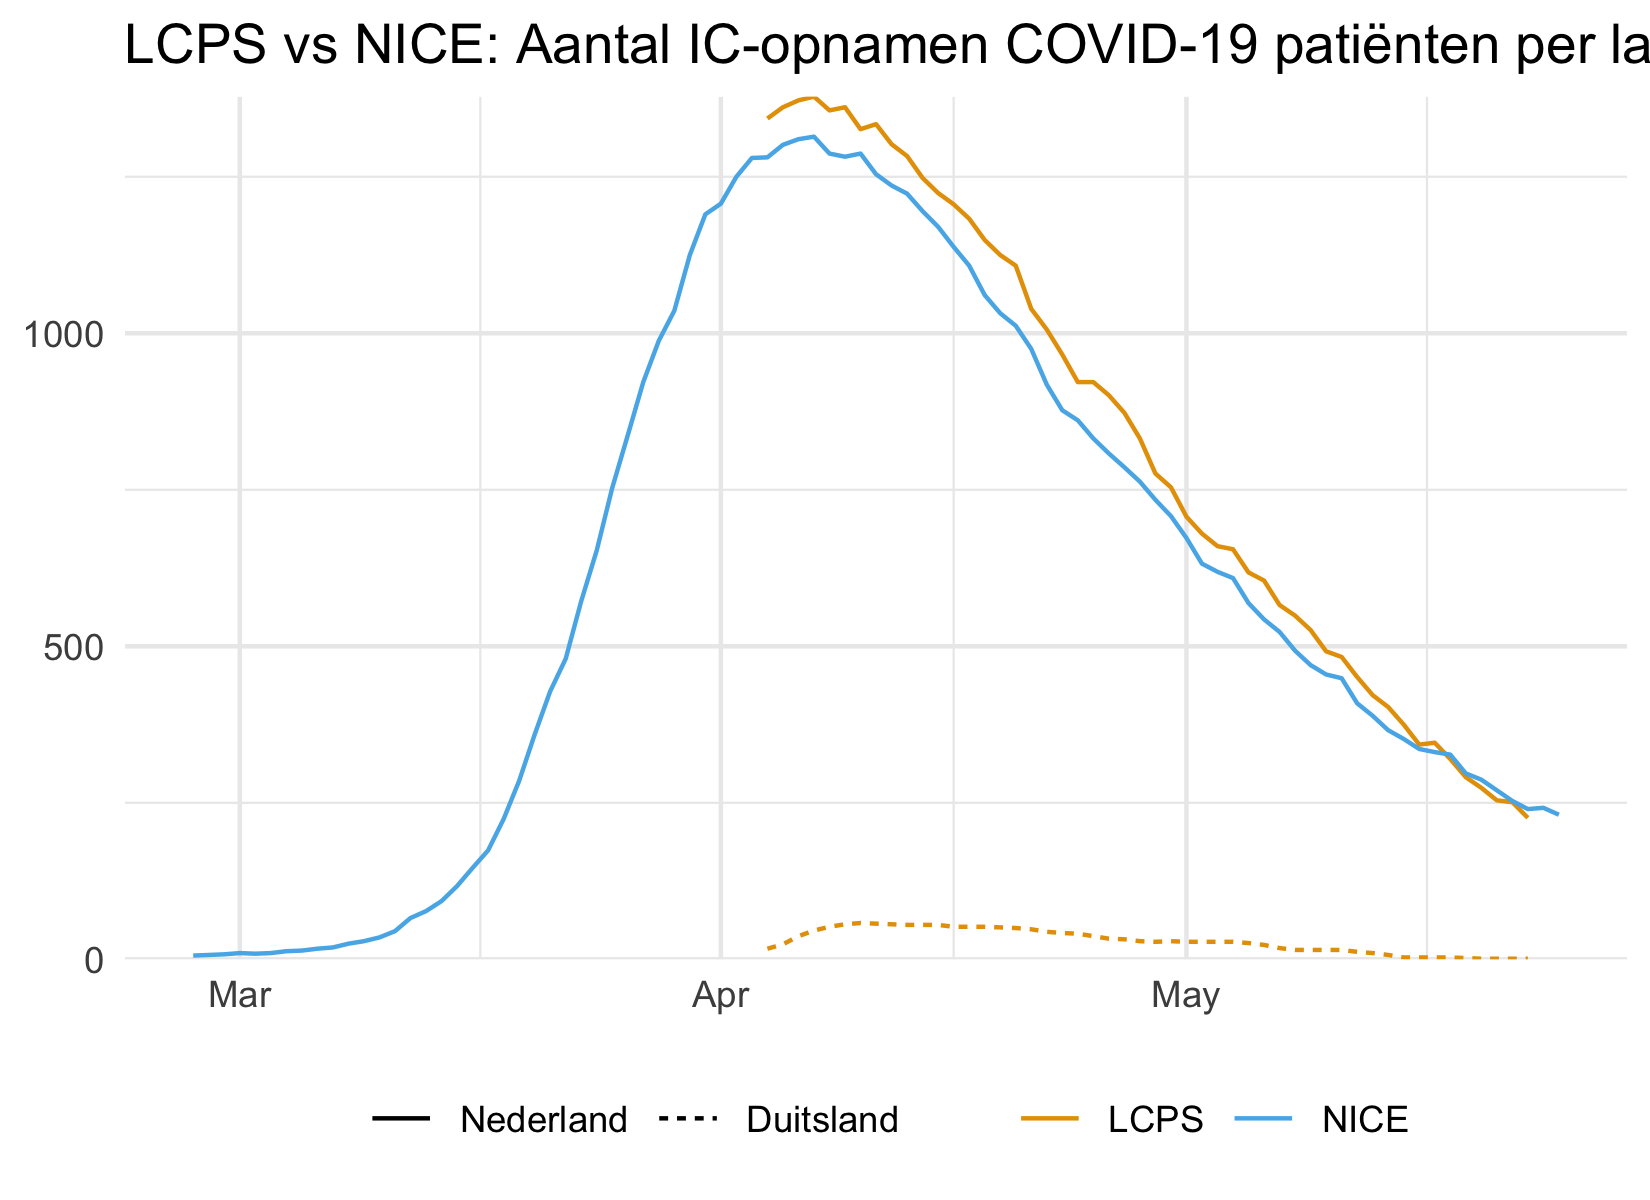 LCPS vs NICE: Aantal IC-opnamen COVID-19 patiënten per la
1000
500
0
Mar Apr May
Nederland Duitsland LCPS NICE